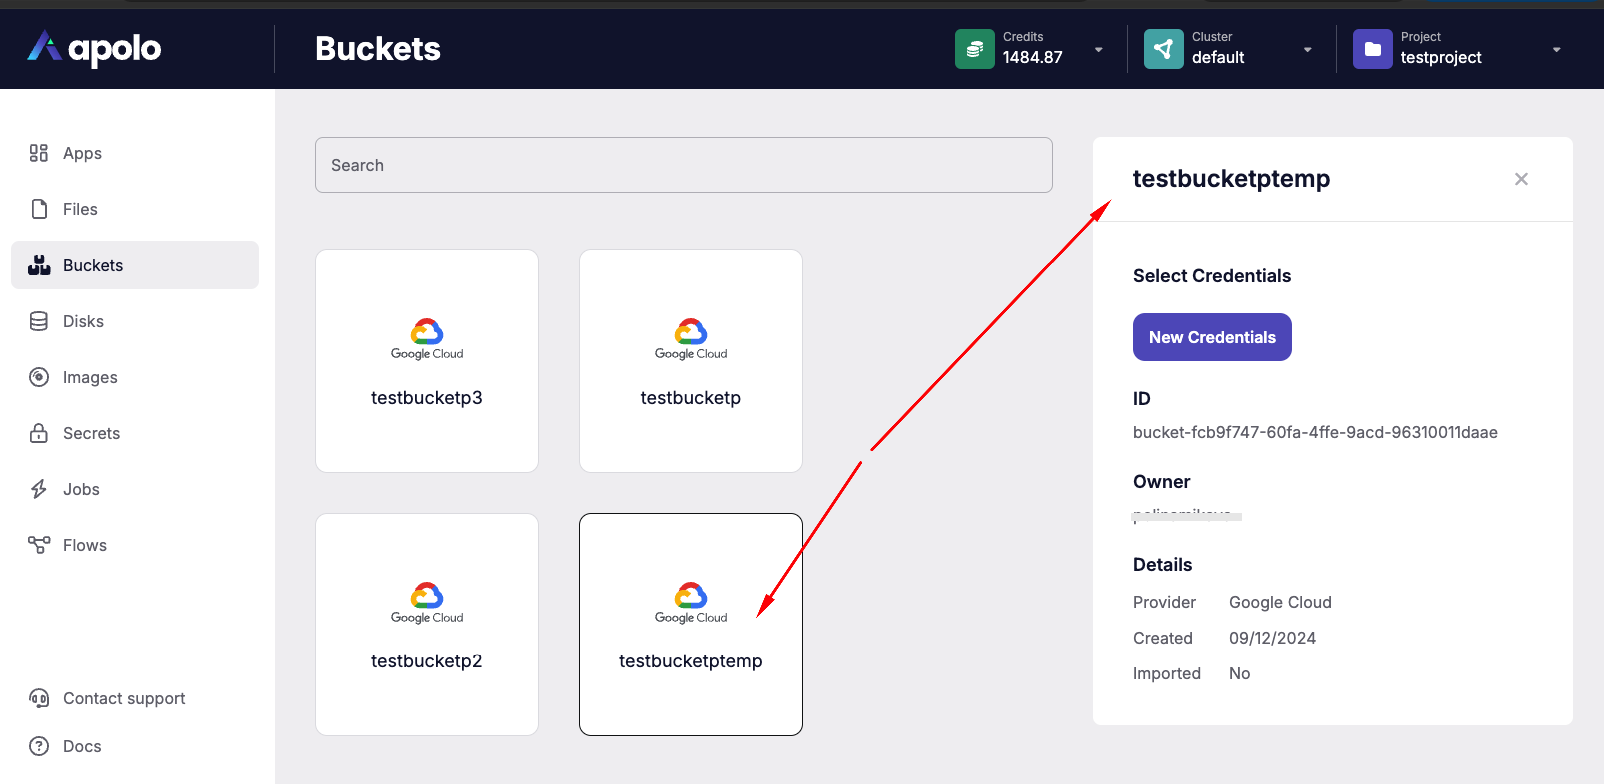 apolo
Buckets
Credits
1484.87
Cluster
default
Project
testproject
Apps
Files
Buckets
Disks
Images
Secrets
Jobs
Flows
Contact support
Docs
Search
Google Cloud
testbucketp3
Google Cloud
testbucketp
Google Cloud
testbucketp2
Google Cloud
testbucketptemp
testbucketptemp
Select Credentials
New Credentials
ID
bucket-fcb9f747-60fa-4ffe-9acd-96310011daae
Owner
Details
Provider Google Cloud
Created 09/12/2024
Imported No